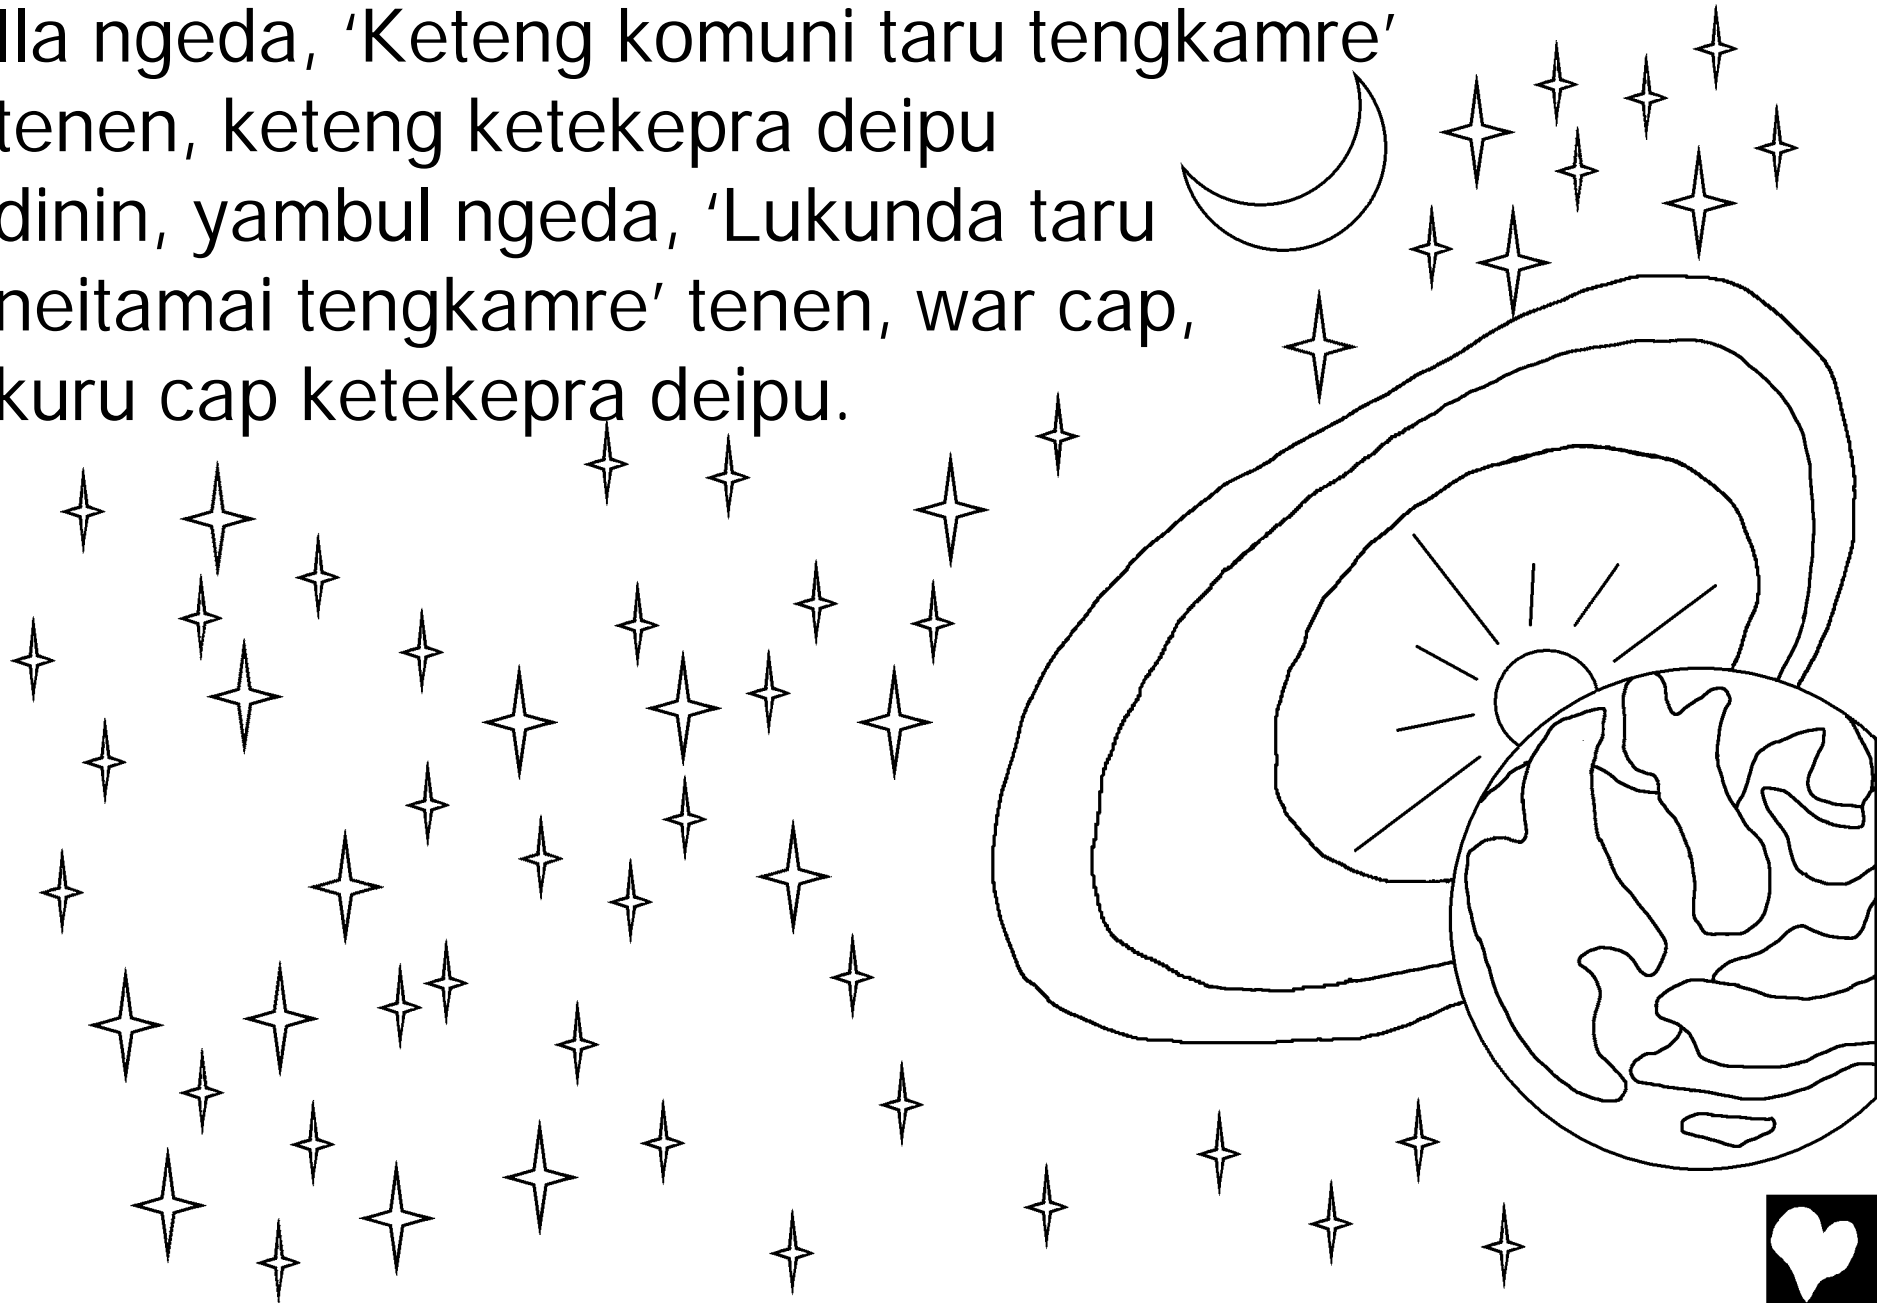 lla ngeda, ‘Keteng komuni taru tengkamre’
tenen, keteng ketekepra deipu
dinin, yambul ngeda, ‘Lukunda taru
neitamai tengkamre’ tenen, war cap,
kuru cap ketekepra deipu.